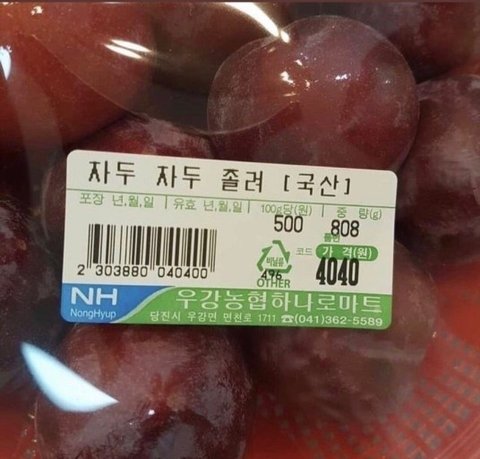 자두 자두 졸려 [국산]
포장 년,월,일 유효 년,월,일 100g당(원) 중 량(g)
500 808
코드 가 격(원)
비닐류
496 4040
OTHER
2 303880 040400
NH 우강농협하나로마트
NongHyup 당진시 우강면 면천로 1711 ☎(041)362-5589